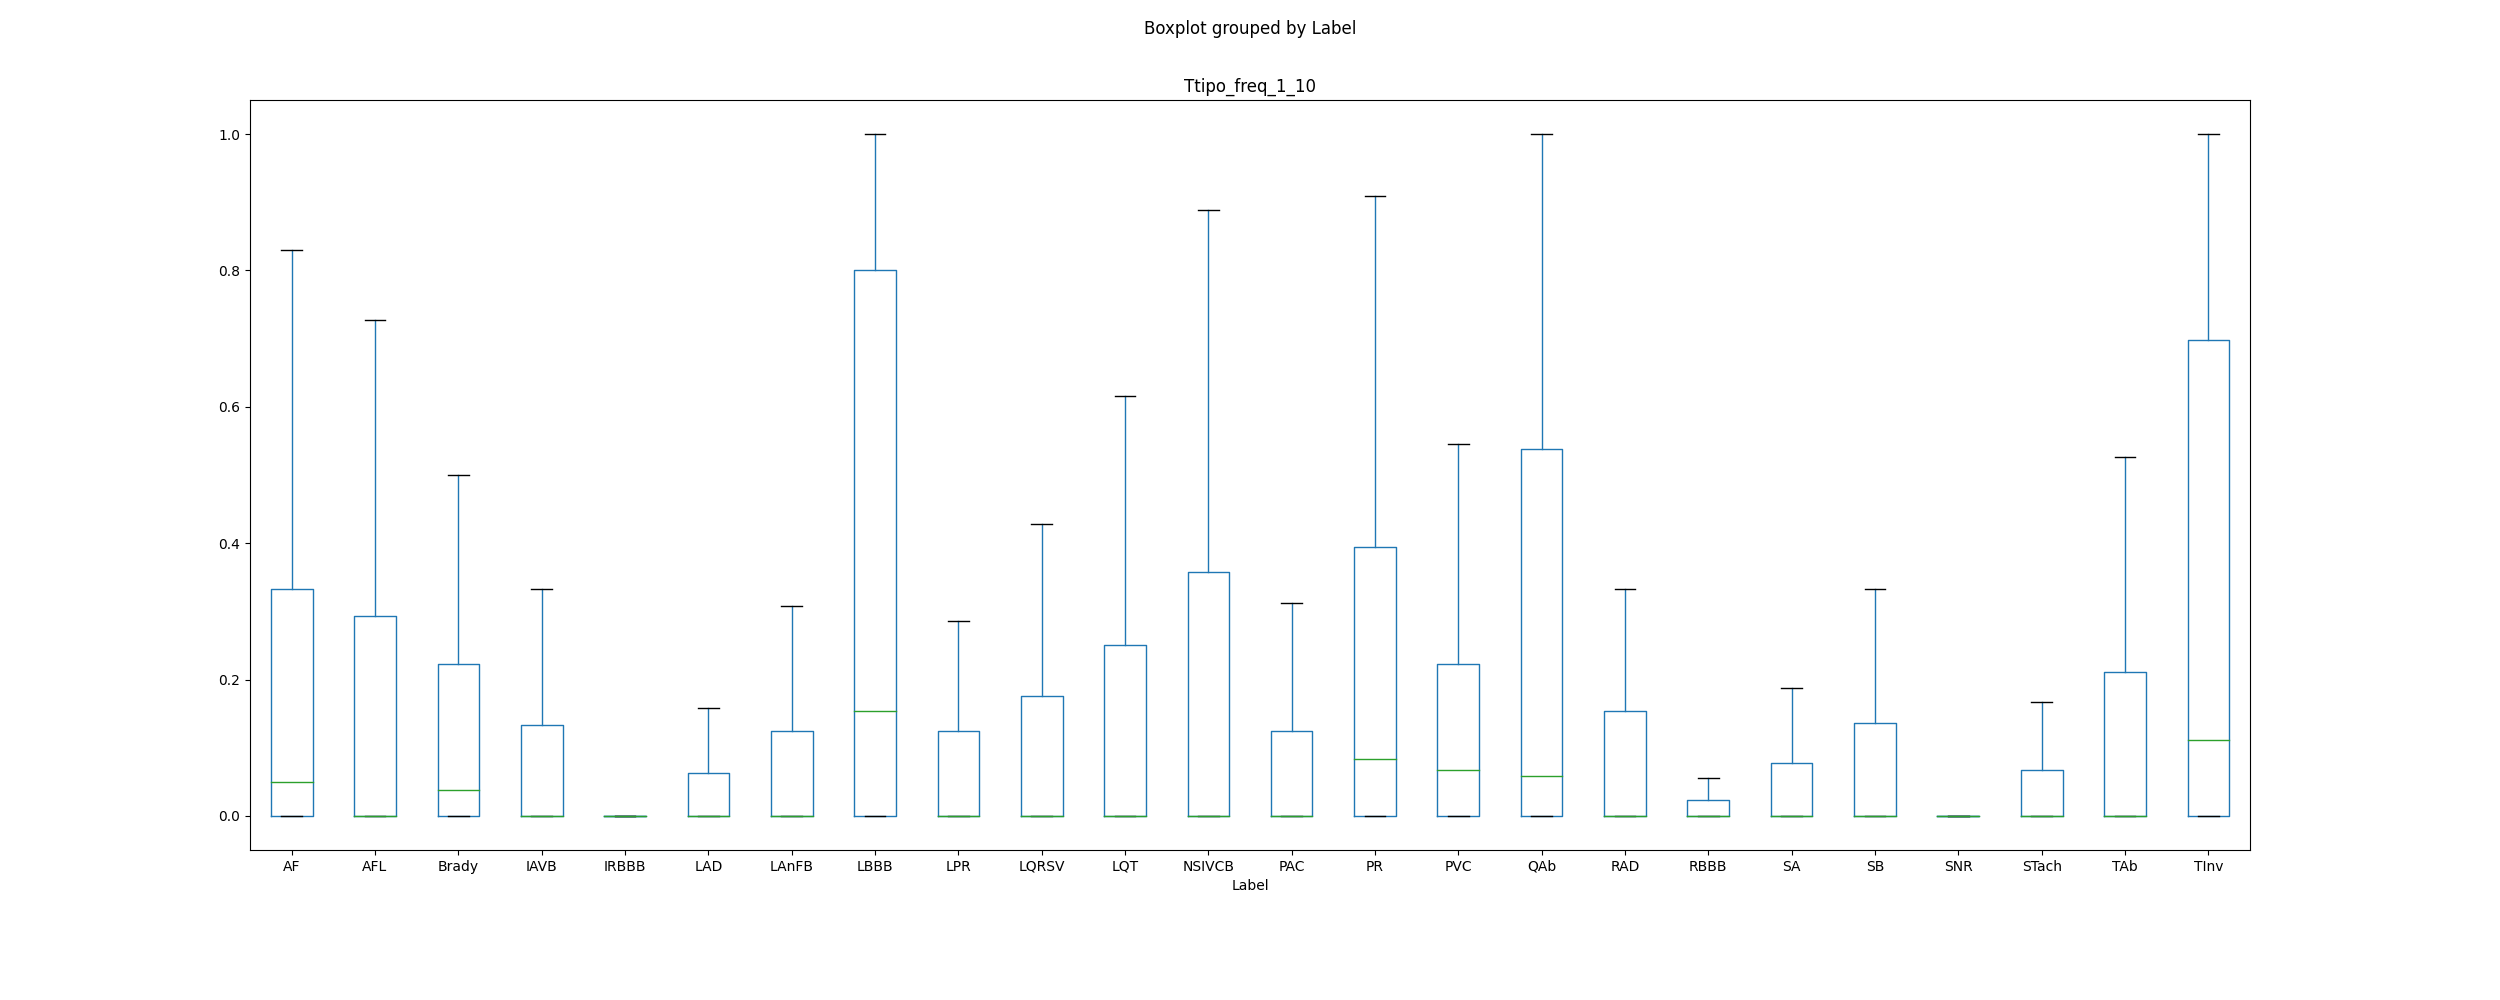 Boxplot grouped by Label
Ttipo_freq_1_10
1.0
0.8
0.6
0.4
0.2
0.0
AF AFL Brady IAVB IRBBB LAD LAnFB LBBB LPR LQRSV LQT NSIVCB PAC PR PVC QAb RAD RBBB SA SB SNR STach TAb TInv
Label